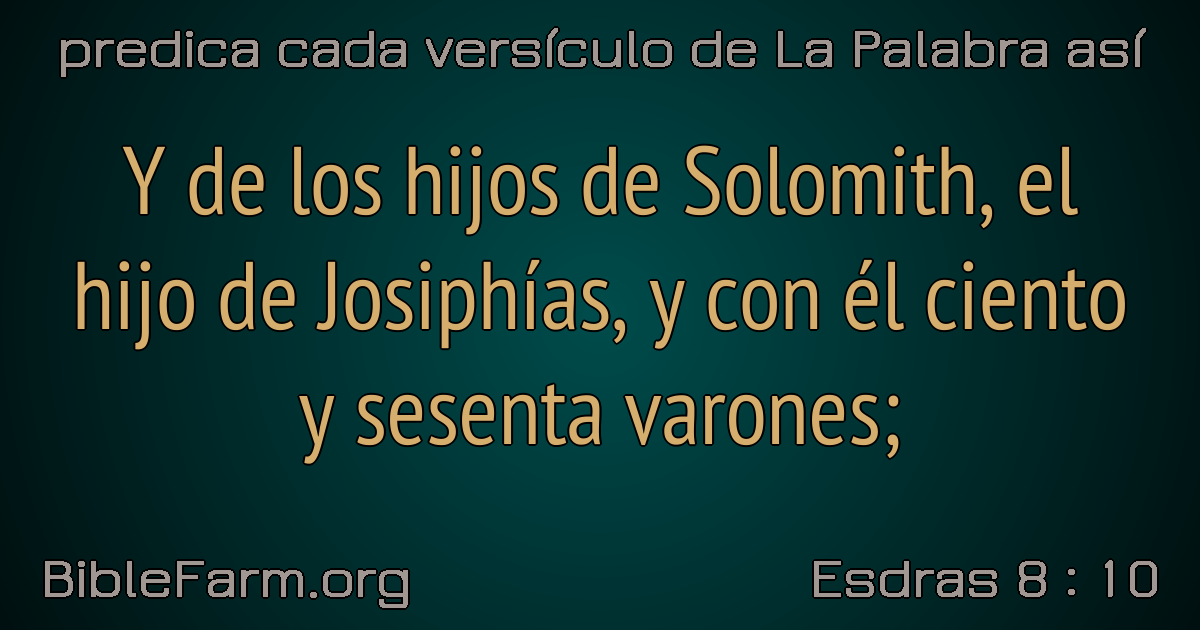 predica cada versículo de La Palabra así
Y de los hijos de Solomith, el
hijo de Josiphías, y con él ciento
y sesenta varones;
BibleFarm.org
Esdras 8 : 10